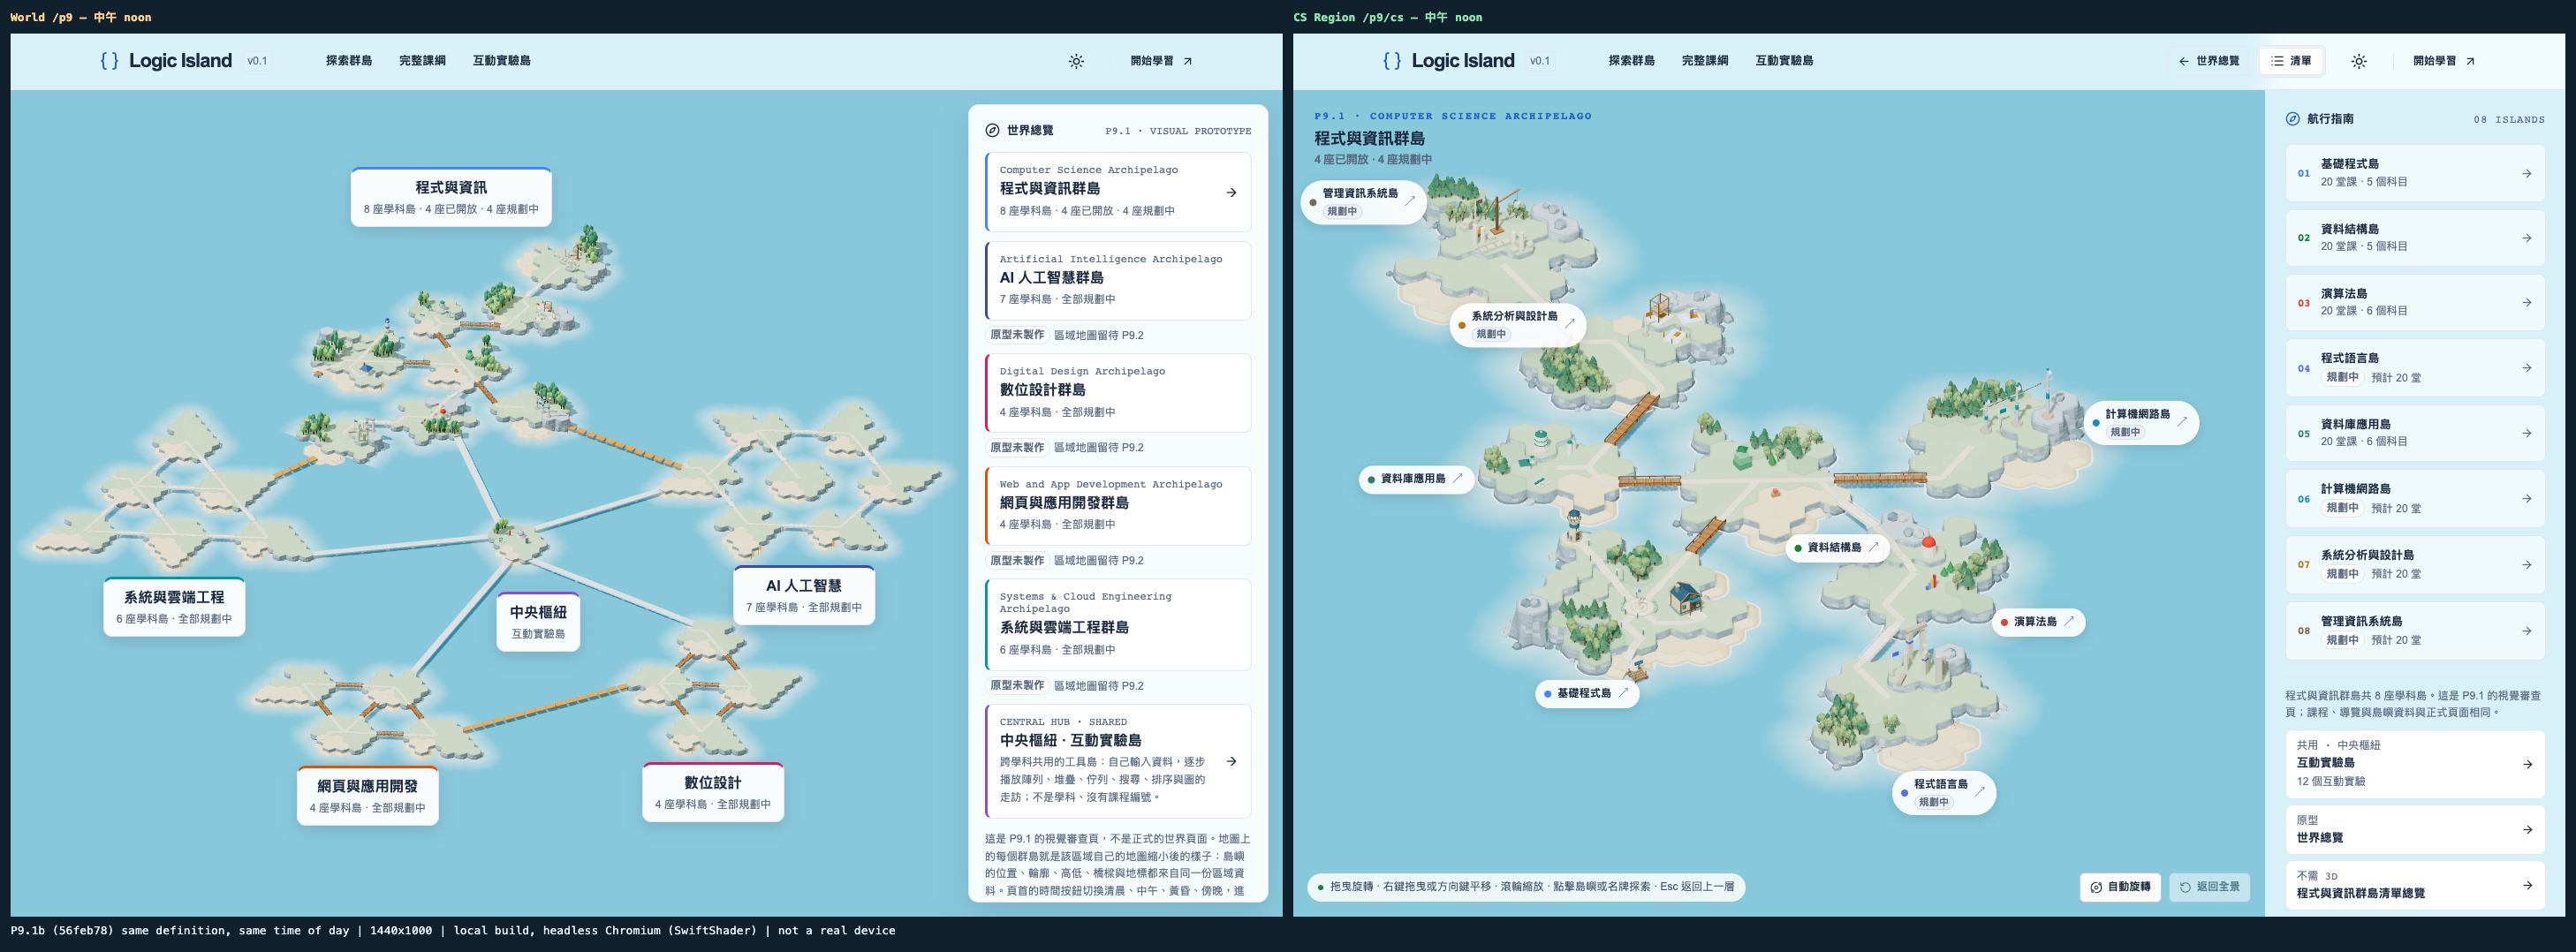 World /p9 — 中午 noon
Logic Island v0.1 探索群島 完整課綱 互動實驗島 開始學習
程式與資訊
8 座學科島 · 4 座已開放 · 4 座規劃中
系統與雲端工程
6 座學科島 · 全部規劃中
中央樞紐
互動實驗島
AI 人工智慧
7 座學科島 · 全部規劃中
網頁與應用開發
4 座學科島 · 全部規劃中
數位設計
4 座學科島 · 全部規劃中
世界總覽 P9.1 · VISUAL PROTOTYPE
Computer Science Archipelago
程式與資訊群島
8 座學科島 · 4 座已開放 · 4 座規劃中
Artificial Intelligence Archipelago
AI 人工智慧群島
7 座學科島 · 全部規劃中
原型未製作 區域地圖留待 P9.2
Digital Design Archipelago
數位設計群島
4 座學科島 · 全部規劃中
原型未製作 區域地圖留待 P9.2
Web and App Development Archipelago
網頁與應用開發群島
4 座學科島 · 全部規劃中
原型未製作 區域地圖留待 P9.2
Systems & Cloud Engineering
Archipelago
系統與雲端工程群島
6 座學科島 · 全部規劃中
原型未製作 區域地圖留待 P9.2
CENTRAL HUB · SHARED
中央樞紐 · 互動實驗島
跨學科共用的工具島：自己輸入資料，逐步
播放陣列、堆疊、佇列、搜尋、排序與圖的
走訪；不是學科、沒有課程編號。
這是 P9.1 的視覺審查頁，不是正式的世界頁面。地圖上
的每個群島就是該區域自己的地圖縮小後的樣子：島嶼
的位置、輪廓、高低、橋樑與地標都來自同一份區域資
料。頁首的時間按鈕切換清晨、中午、黃昏、傍晚，進
CS Region /p9/cs — 中午 noon
Logic Island v0.1 探索群島 完整課綱 互動實驗島 世界總覽 清單 開始學習
P9.1 · COMPUTER SCIENCE ARCHIPELAGO
程式與資訊群島
4 座已開放 · 4 座規劃中
管理資訊系統島
規劃中
系統分析與設計島
規劃中
計算機網路島
規劃中
資料庫應用島
資料結構島
演算法島
基礎程式島
程式語言島
規劃中
拖曳旋轉 · 右鍵拖曳或方向鍵平移 · 滾輪縮放 · 點擊島嶼或名牌探索 · Esc 返回上一層
自動旋轉 返回全景
航行指南 08 ISLANDS
01 基礎程式島
20 堂課 · 5 個科目
02 資料結構島
20 堂課 · 5 個科目
03 演算法島
20 堂課 · 6 個科目
04 程式語言島
規劃中 預計 20 堂
05 資料庫應用島
20 堂課 · 6 個科目
06 計算機網路島
規劃中 預計 20 堂
07 系統分析與設計島
規劃中 預計 20 堂
08 管理資訊系統島
規劃中 預計 20 堂
程式與資訊群島共 8 座學科島。這是 P9.1 的視覺審查
頁；課程、導覽與島嶼資料與正式頁面相同。
共用 · 中央樞紐
互動實驗島
12 個互動實驗
原型
世界總覽
不需 3D
程式與資訊群島清單總覽
P9.1b (56feb78) same definition, same time of day | 1440x1000 | local build, headless Chromium (SwiftShader) | not a real device